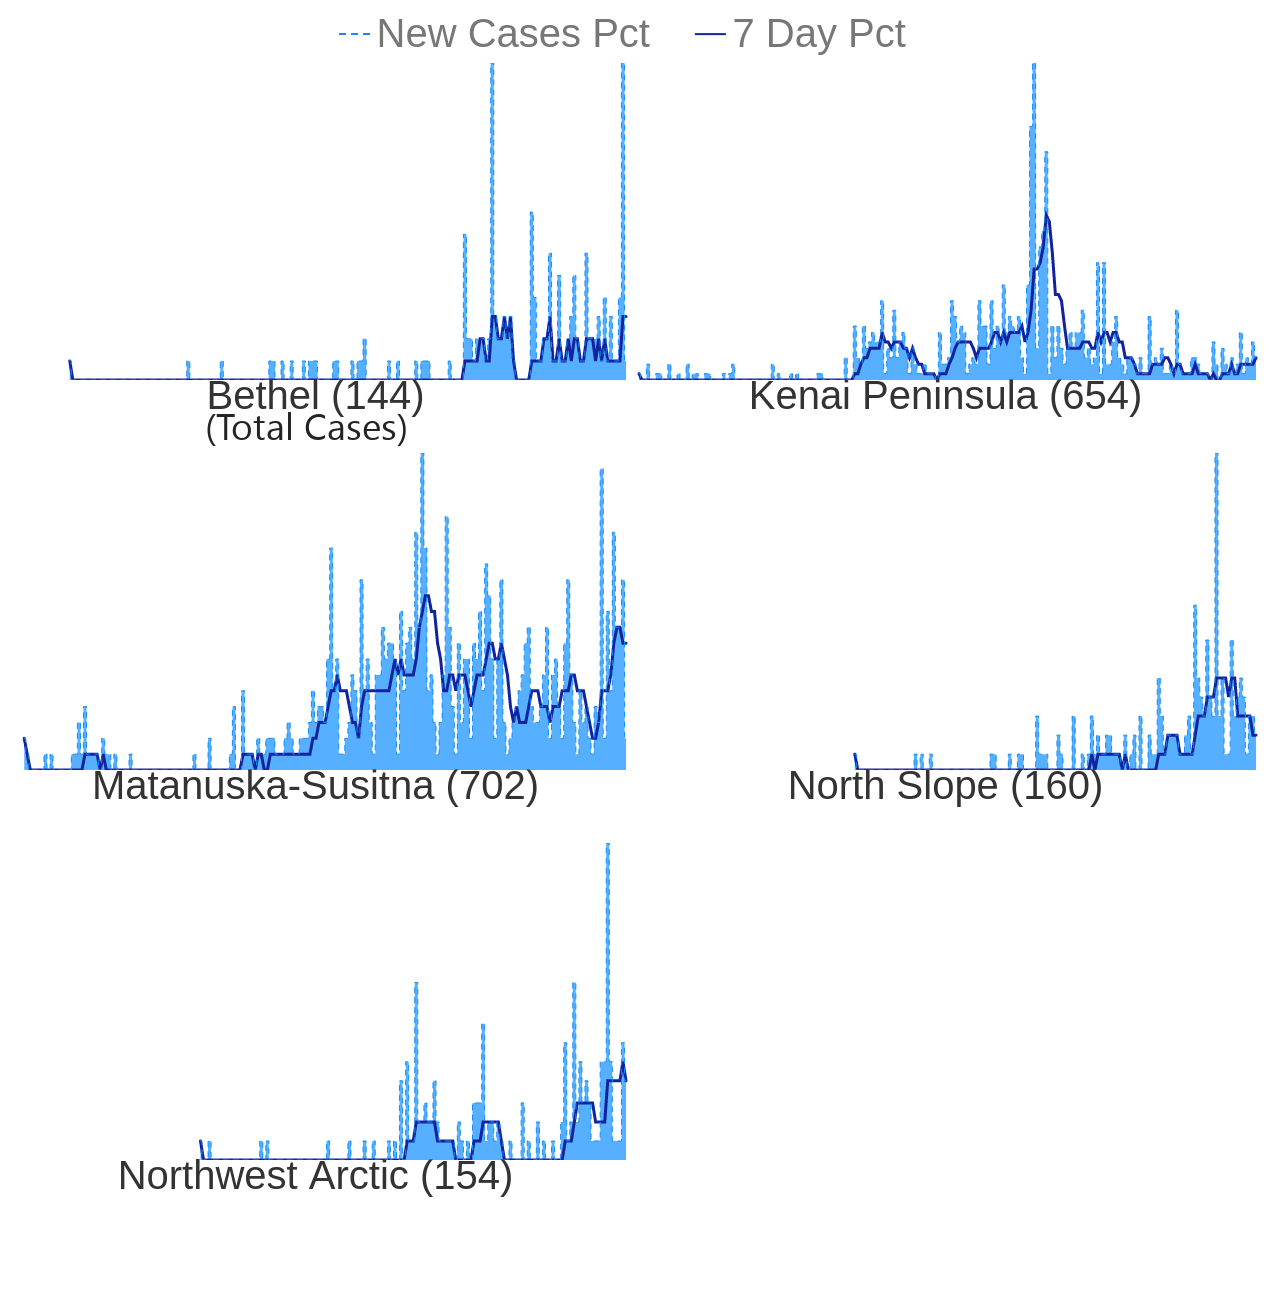 New Cases Pct 7 Day Pct
Bethel (144) Kenai Peninsula (654)
(Total Cases)
Matanuska-Susitna (702) North Slope (160)
Northwest Arctic (154)